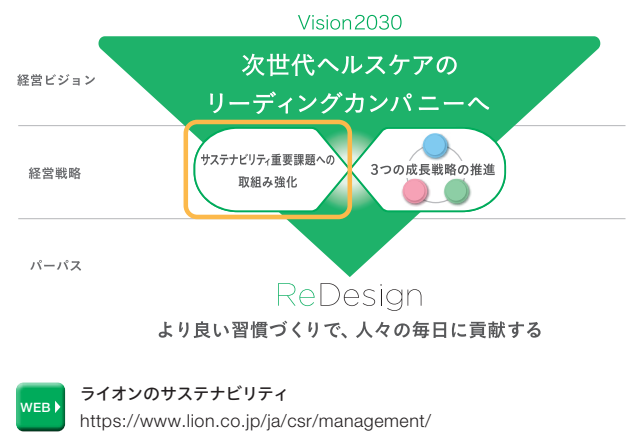 Vision2030
経営ビジョン
次世代ヘルスケアの
リーディングカンパニーへ
経営戦略
サステナビリティ重要課題への
取組み強化
3つの成長戦略の推進
パーパス
ReDesign
より良い習慣づくりで、人々の毎日に貢献する
WEB
ライオンのサステナビリティ
https://www.lion.co.jp/ja/csr/management/